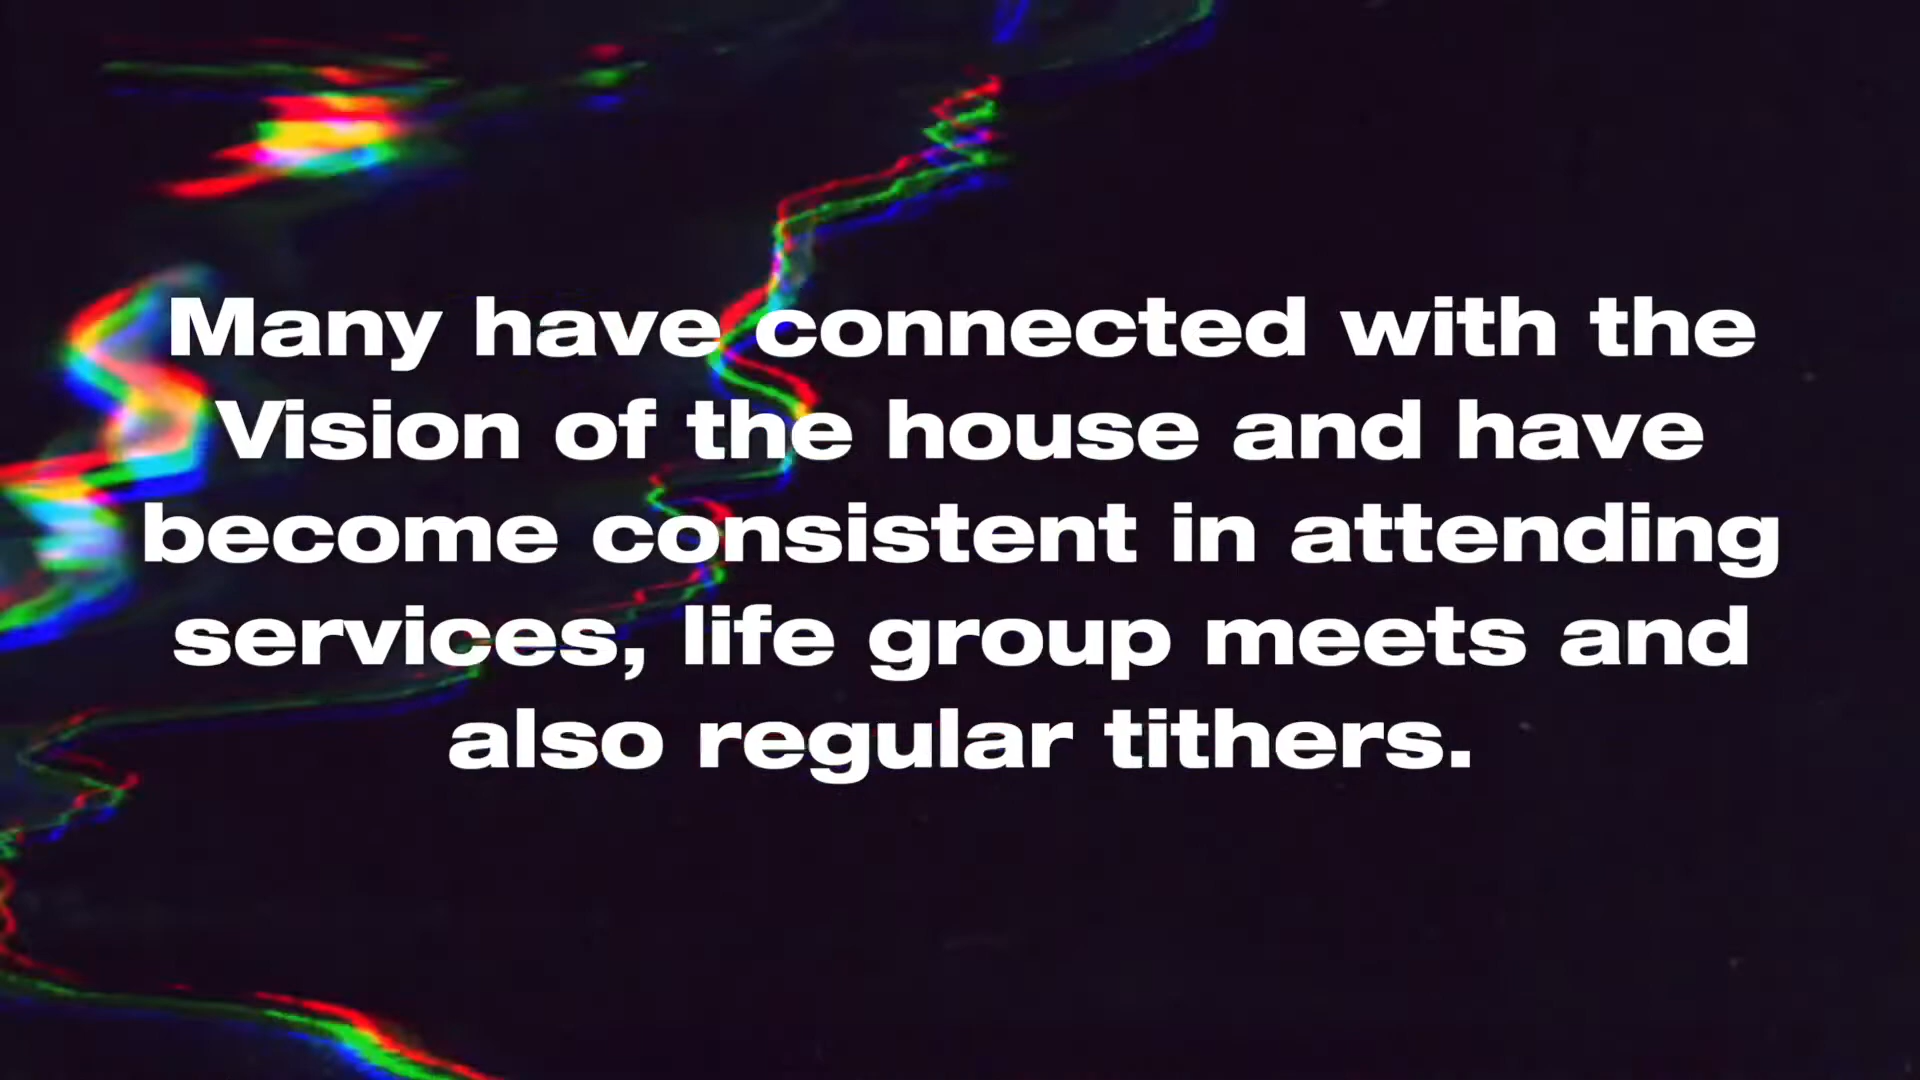 Many have connected with the
Vision of the house and have
become consistent in attending
services, life group meets and
also regular tithers.